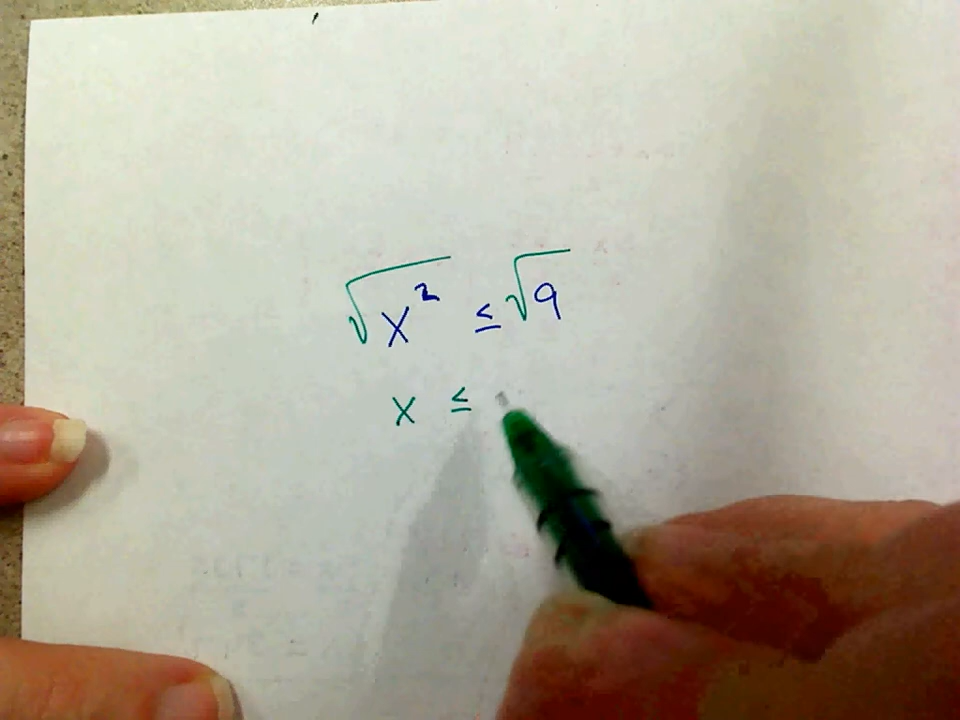 √x² ≤ √9
x ≤